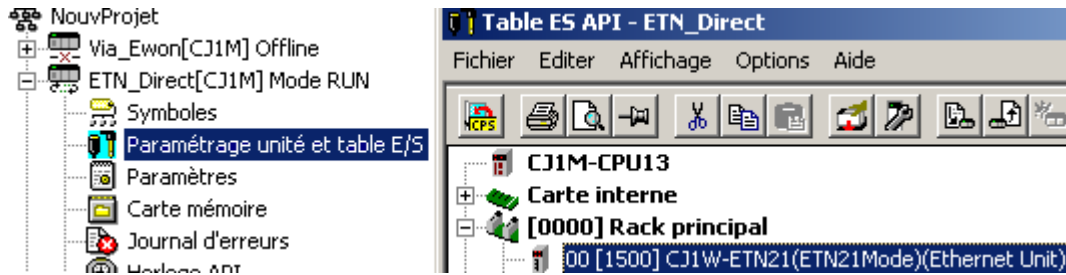 NouvProjet
Via_Ewon[CJ1M] Offline
ETN_Direct[CJ1M] Mode RUN
Symboles
Paramétrage unité et table E/S
Paramètres
Carte mémoire
Journal d'erreurs
Horloge API
Table ES API - ETN_Direct
Fichier Editer Affichage Options Aide
CPS
CJ1M-CPU13
Carte interne
[0000] Rack principal
00 [1500] CJ1W-ETN21(ETN21Mode)(Ethernet Unit)